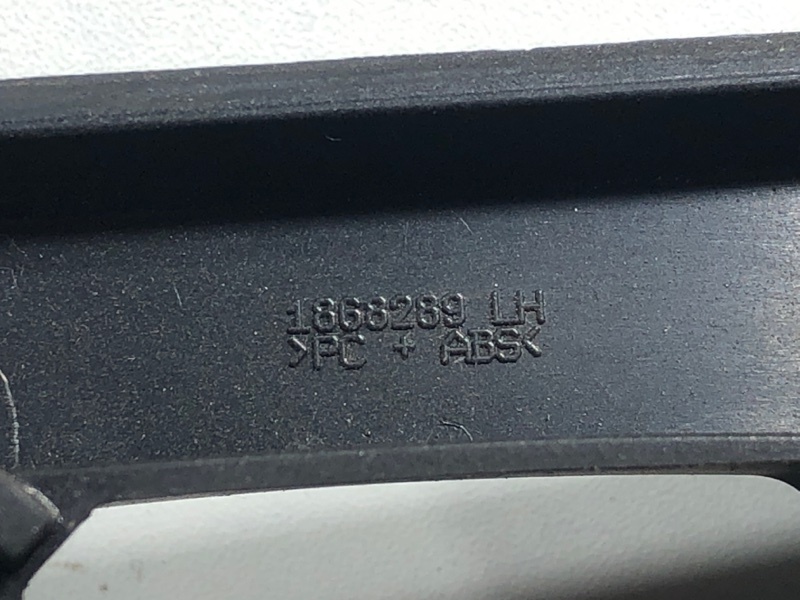 1868289 LH
>PC + ABS<